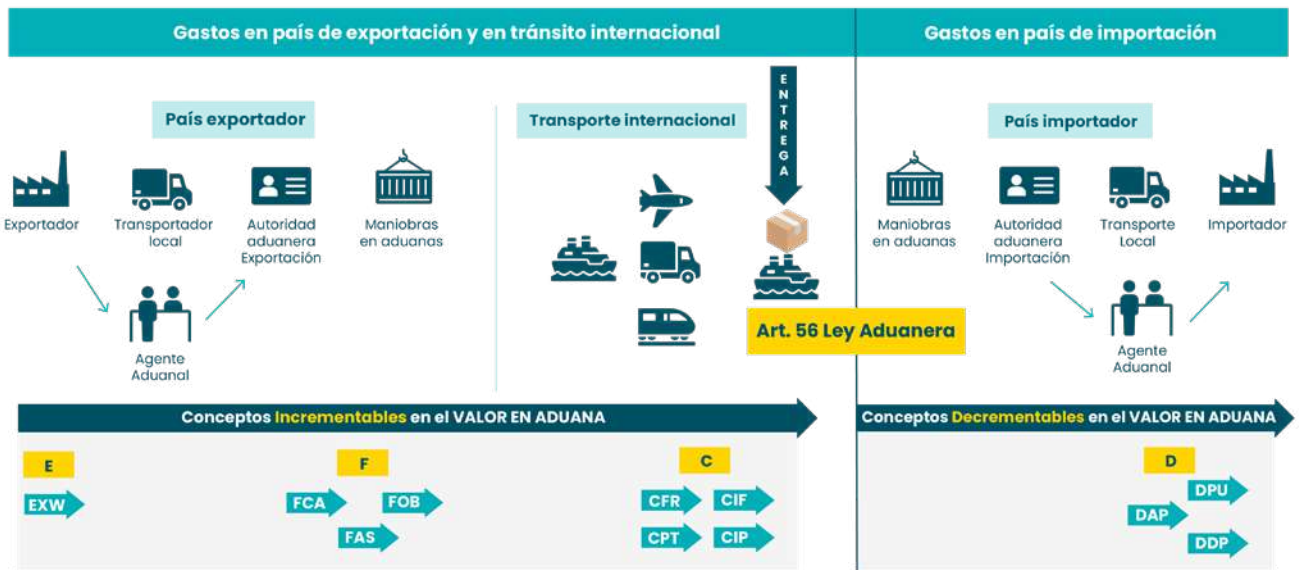 Gastos en país de exportación y en tránsito internacional
Gastos en país de importación
ENTREGA
País exportador
Transporte internacional
País importador
Exportador
Transportador
local
Autoridad
aduanera
Exportación
Maniobras
en aduanas
Agente
Aduanal
Maniobras
en aduanas
Autoridad
aduanera
Importación
Transporte
Local
Importador
Agente
Aduanal
Art. 56 Ley Aduanera
Conceptos Incrementables en el VALOR EN ADUANA
Conceptos Decrementables en el VALOR EN ADUANA
E
F
C
D
EXW
FCA
FOB
FAS
CFR
CIF
CPT
CIP
DPU
DAP
DDP